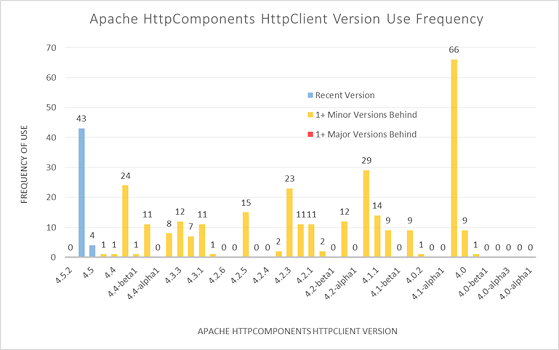 Apache HttpComponents HttpClient Version Use Frequency
70
60
50
40
30
20
10
0
FREQUENCY OF USE
Recent Version
1+ Minor Versions Behind
1+ Major Versions Behind
0 43 4 1 1 24 1 11 0 8 12 7 11 1 0 0 15 0 0 2 23 11 11 2 0 12 0 29 14 9 0 9 1 0 0 66 9 1 0 0 0 0 0
4.5.2
4.5
4.4
4.4-beta1
4.4-alpha1
4.3.3
4.3.1
4.2.6
4.2.5
4.2.4
4.2.3
4.2.1
4.2-beta1
4.2-alpha1
4.1.1
4.1-beta1
4.0.2
4.1-alpha1
4.0
4.0-beta1
4.0-alpha3
4.0-alpha1
APACHE HTTPCOMPONENTS HTTPCLIENT VERSION